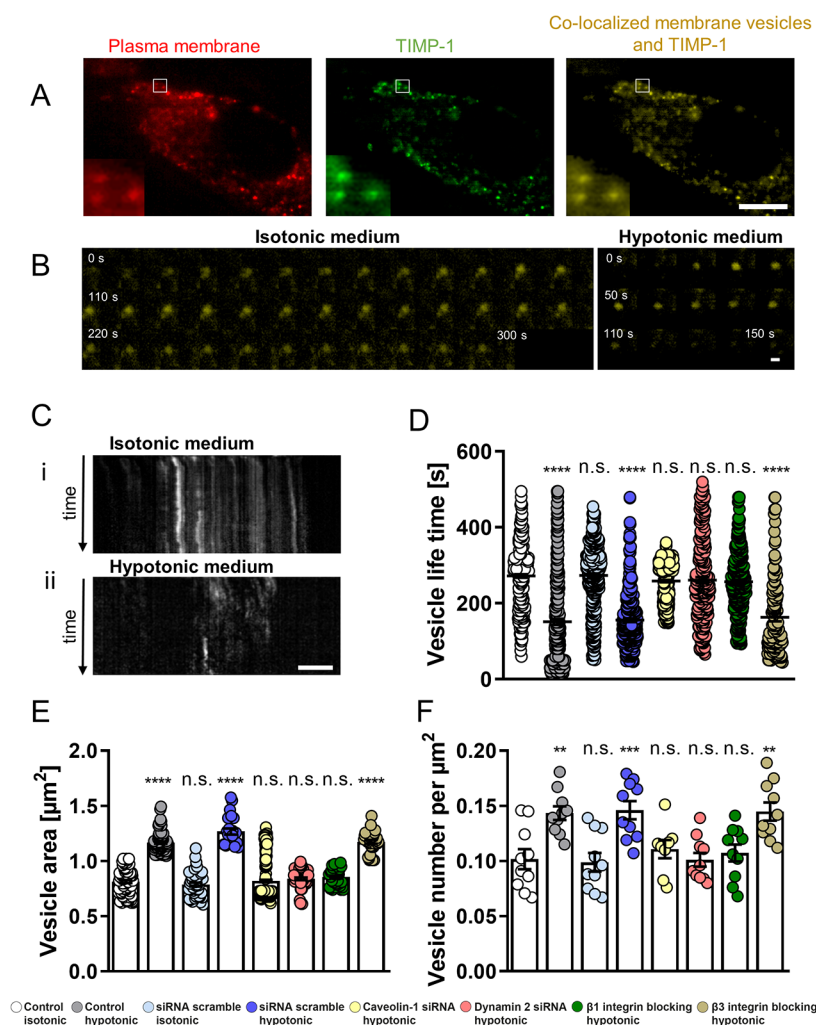 Plasma membrane
TIMP-1
Co-localized membrane vesicles
and TIMP-1
A
Isotonic medium
Hypotonic medium
B
0 s
110 s
220 s
300 s
0 s
50 s
110 s
150 s
C
Isotonic medium
i
time
Hypotonic medium
ii
time
D
Vesicle life time [s]
600
400
200
0
**** n.s. **** n.s. n.s. n.s. ****
E
Vesicle area [µm²]
2.0
1.5
1.0
0.5
0.0
**** n.s. **** n.s. n.s. n.s. ****
F
Vesicle number per µm²
0.20
0.15
0.10
0.05
0.00
** n.s. *** n.s. n.s. n.s. **
Control isotonic
Control hypotonic
siRNA scramble isotonic
siRNA scramble hypotonic
Caveolin-1 siRNA hypotonic
Dynamin 2 siRNA hypotonic
β1 integrin blocking hypotonic
β3 integrin blocking hypotonic